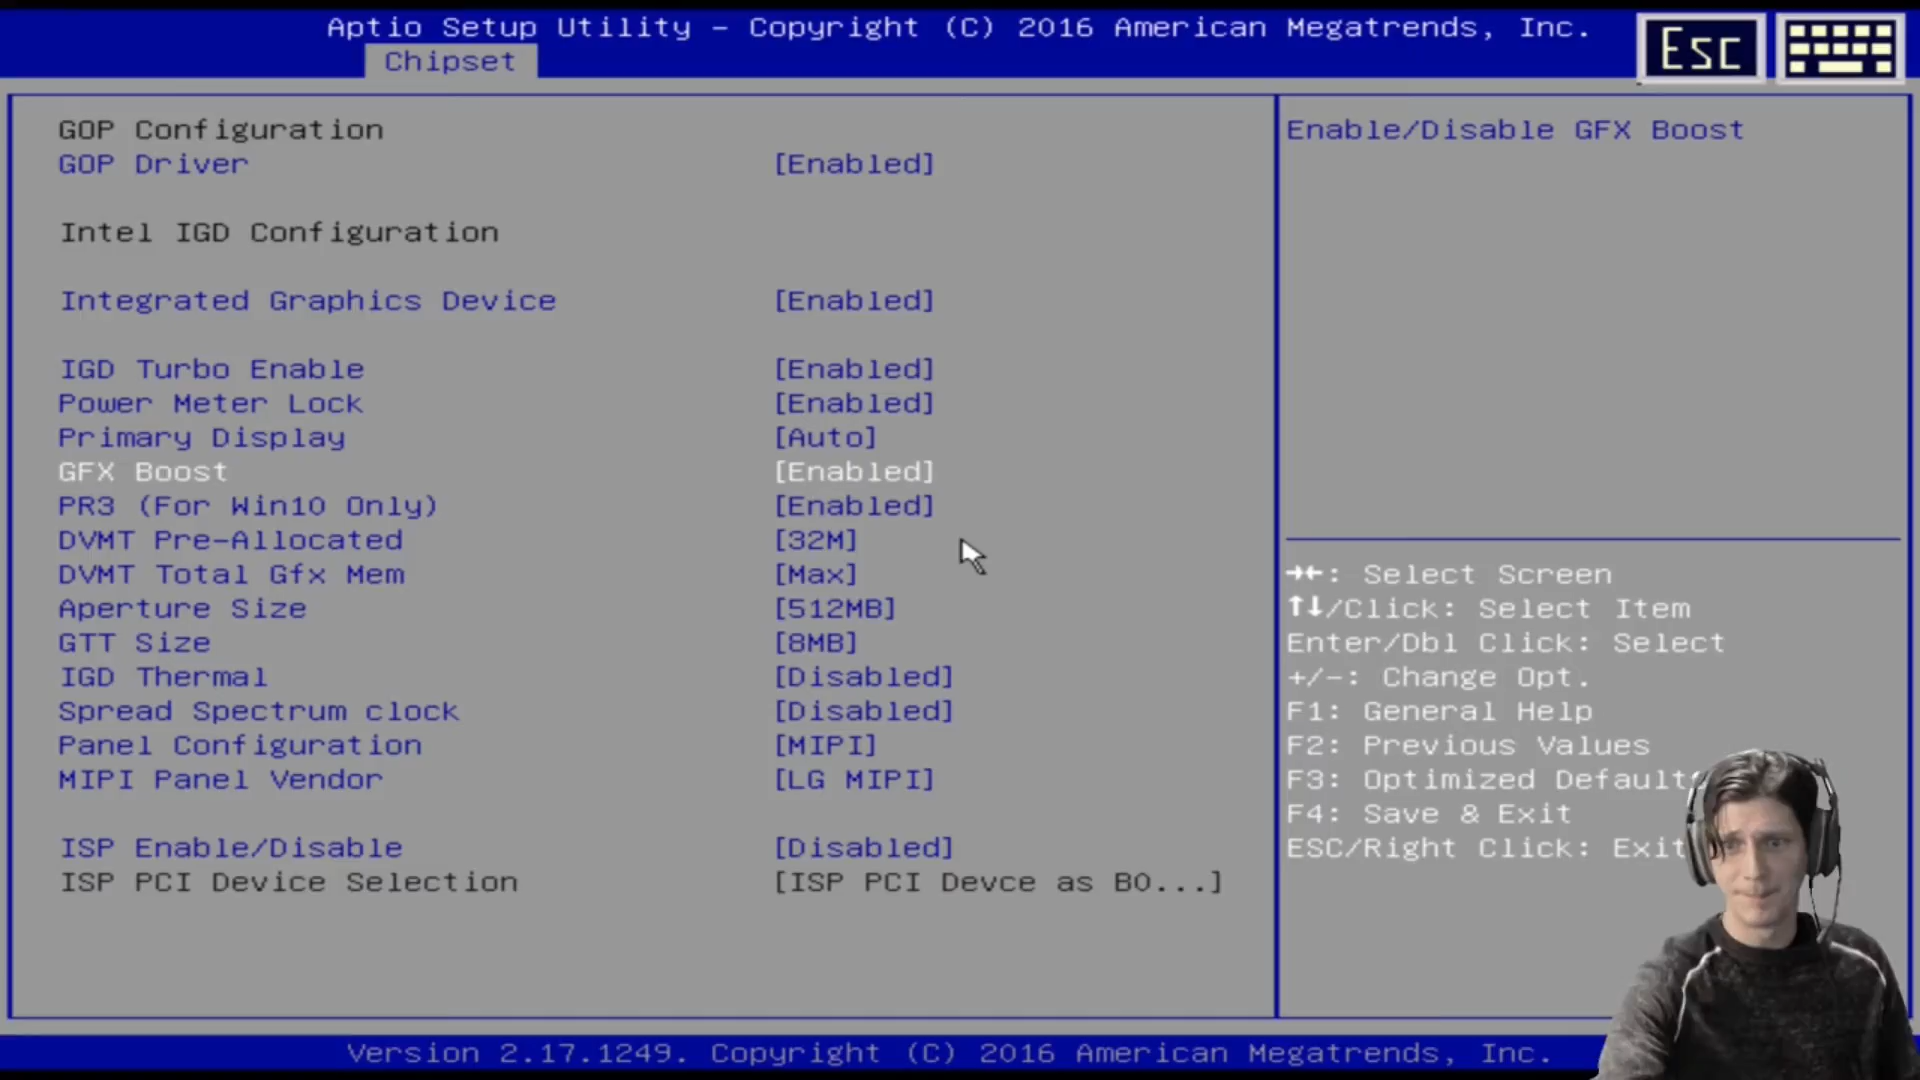 Aptio Setup Utility – Copyright (C) 2016 American Megatrends, Inc.
Esc
Chipset
GOP Configuration
GOP Driver [Enabled]
Intel IGD Configuration
Integrated Graphics Device [Enabled]
IGD Turbo Enable [Enabled]
Power Meter Lock [Enabled]
Primary Display [Auto]
GFX Boost [Enabled]
PR3 (For Win10 Only) [Enabled]
DVMT Pre-Allocated [32M]
DVMT Total Gfx Mem [Max]
Aperture Size [512MB]
GTT Size [8MB]
IGD Thermal [Disabled]
Spread Spectrum clock [Disabled]
Panel Configuration [MIPI]
MIPI Panel Vendor [LG MIPI]
ISP Enable/Disable [Disabled]
ISP PCI Device Selection [ISP PCI Devce as B0...]
Enable/Disable GFX Boost
→←: Select Screen
↑↓/Click: Select Item
Enter/Dbl Click: Select
+/-: Change Opt.
F1: General Help
F2: Previous Values
F3: Optimized Defaults
F4: Save & Exit
ESC/Right Click: Exit
Version 2.17.1249. Copyright (C) 2016 American Megatrends, Inc.